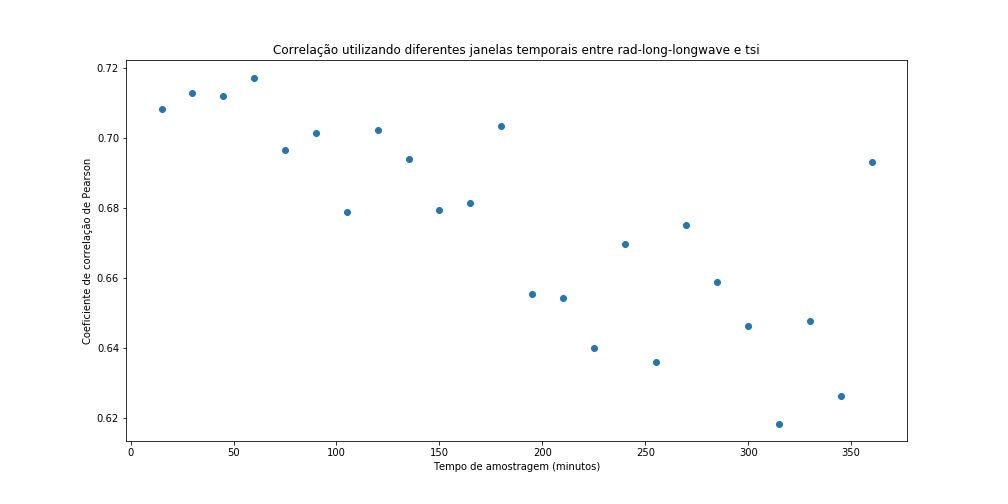 Correlação utilizando diferentes janelas temporais entre rad-long-longwave e tsi
0.72
0.70
0.68
0.66
0.64
0.62
Coeficiente de correlação de Pearson
0 50 100 150 200 250 300 350
Tempo de amostragem (minutos)